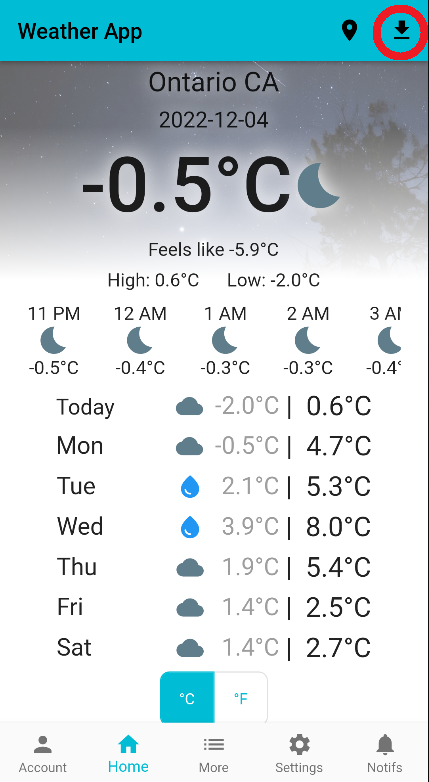 Weather App
Ontario CA
2022-12-04
-0.5°C
Feels like -5.9°C
High: 0.6°C Low: -2.0°C
11 PM 12 AM 1 AM 2 AM 3 A
-0.5°C -0.4°C -0.3°C -0.3°C -0.4°
Today -2.0°C | 0.6°C
Mon -0.5°C | 4.7°C
Tue 2.1°C | 5.3°C
Wed 3.9°C | 8.0°C
Thu 1.9°C | 5.4°C
Fri 1.4°C | 2.5°C
Sat 1.4°C | 2.7°C
°C °F
Account Home More Settings Notifs